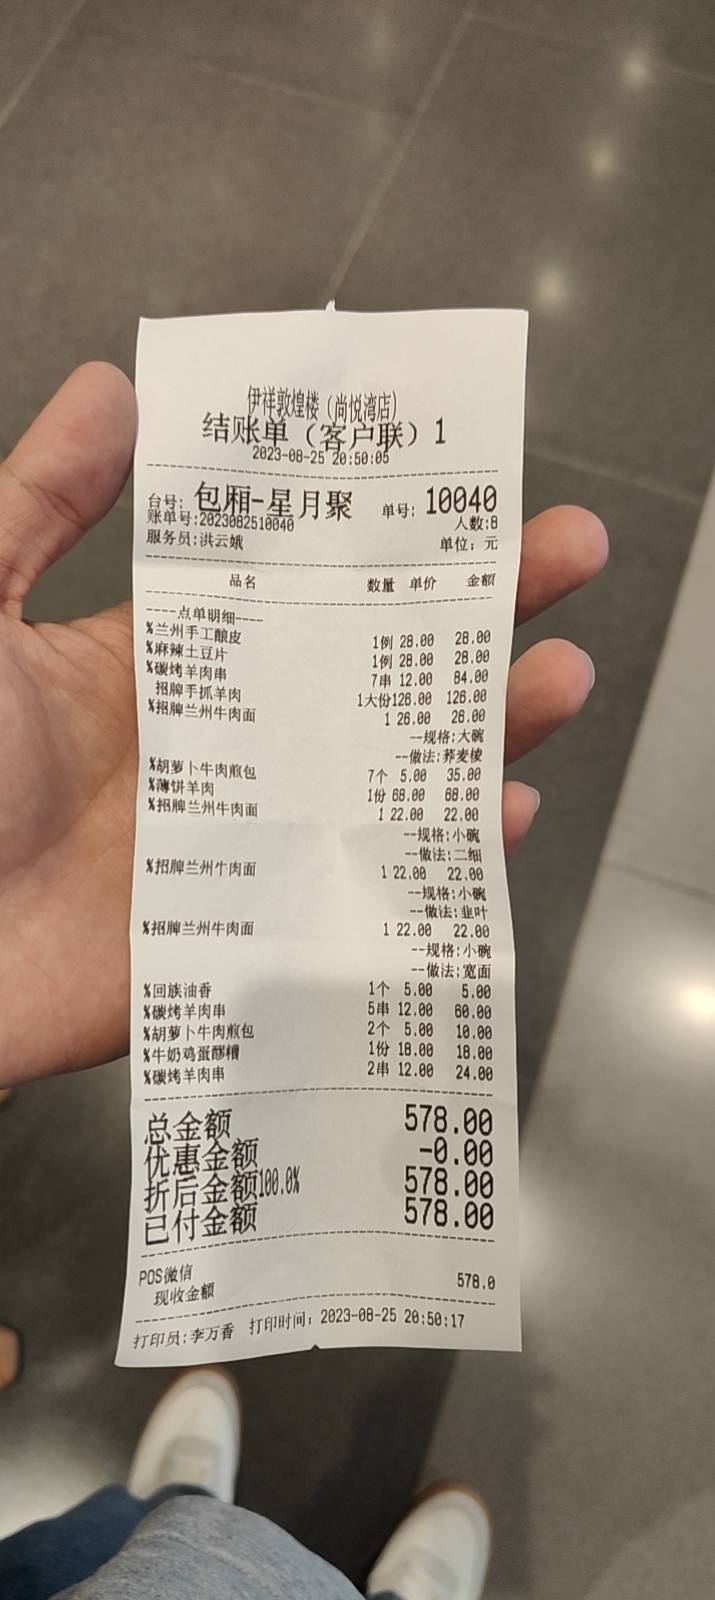 伊祥敦煌楼（尚悦湾店）
结账单（客户联）1
2023-08-25 20:50:05
台号: 包厢-星月聚 单号: 10040
账单号:2023082510040 人数:8
服务员:洪云娥 单位: 元
品名 数量 单价 金额
----点单明细----
%兰州手工酿皮 1例 28.00 28.00
%麻辣土豆片 1例 28.00 28.00
%碳烤羊肉串 7串 12.00 84.00
招牌手抓羊肉 1大份126.00 126.00
%招牌兰州牛肉面 1 26.00 26.00
--规格:大碗
--做法:荞麦棱
%胡萝卜牛肉煎包 7个 5.00 35.00
%薄饼羊肉 1份 68.00 68.00
%招牌兰州牛肉面 1 22.00 22.00
--规格:小碗
--做法:二细
%招牌兰州牛肉面 1 22.00 22.00
--规格:小碗
--做法:韭叶
%招牌兰州牛肉面 1 22.00 22.00
--规格:小碗
--做法:宽面
%回族油香 1个 5.00 5.00
%碳烤羊肉串 5串 12.00 60.00
%胡萝卜牛肉煎包 2个 5.00 10.00
%牛奶鸡蛋醪糟 1份 18.00 18.00
%碳烤羊肉串 2串 12.00 24.00
总金额 578.00
优惠金额 -0.00
折后金额100.0% 578.00
已付金额 578.00
POS微信 578.0
现收金额
打印员:李万香 打印时间: 2023-08-25 20:50:17